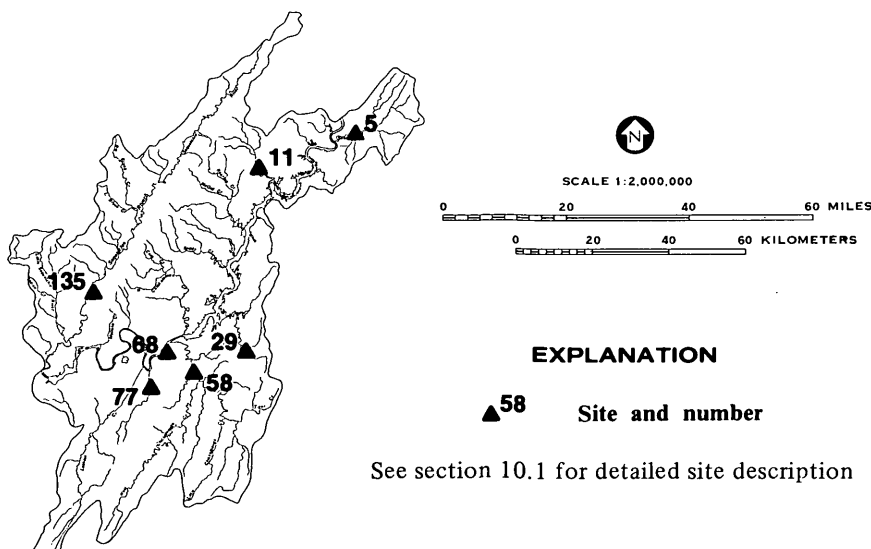 5
11
N
SCALE 1:2,000,000
0 20 40 60 MILES
0 20 40 60 KILOMETERS
135
68
29
58
77
EXPLANATION
58 Site and number
See section 10.1 for detailed site description